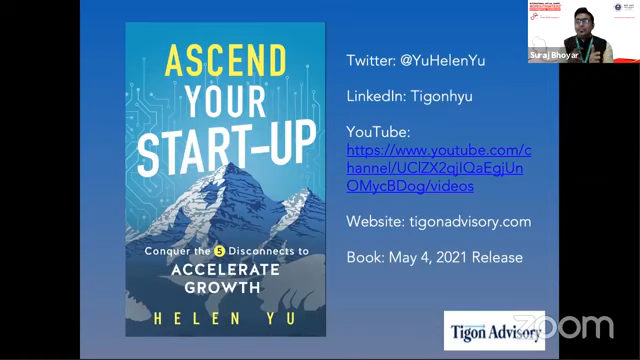 ASCEND
YOUR
START-UP
Conquer the 5 Disconnects to
ACCELERATE
GROWTH
HELEN YU
Twitter: @YuHelenYu
LinkedIn: Tigonhyu
YouTube:
https://www.youtube.com/c
hannel/UClZX2qjIQaEgjUn
OMycBDog/videos
Website: tigonadvisory.com
Book: May 4, 2021 Release
Tigon Advisory
zoom
Suraj Bhoyar